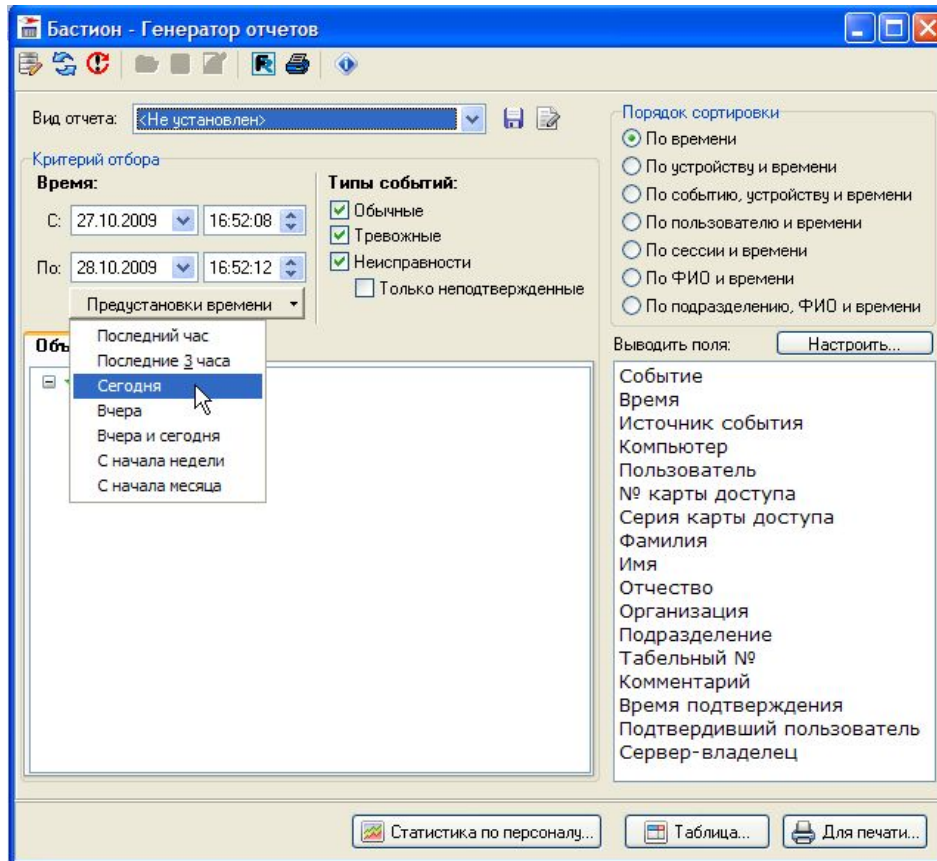 Бастион - Генератор отчетов
Вид отчета: <Не установлен>
Критерий отбора
Время:
С: 27.10.2009 16:52:08
По: 28.10.2009 16:52:12
Предустановки времени
Последний час
Последние 3 часа
Сегодня
Вчера
Вчера и сегодня
С начала недели
С начала месяца
Типы событий:
Обычные
Тревожные
Неисправности
Только неподтвержденные
Порядок сортировки
По времени
По устройству и времени
По событию, устройству и времени
По пользователю и времени
По сессии и времени
По ФИО и времени
По подразделению, ФИО и времени
Выводить поля: Настроить...
Событие
Время
Источник события
Компьютер
Пользователь
№ карты доступа
Серия карты доступа
Фамилия
Имя
Отчество
Организация
Подразделение
Табельный №
Комментарий
Время подтверждения
Подтвердивший пользователь
Сервер-владелец
Статистика по персоналу... Таблица... Для печати...